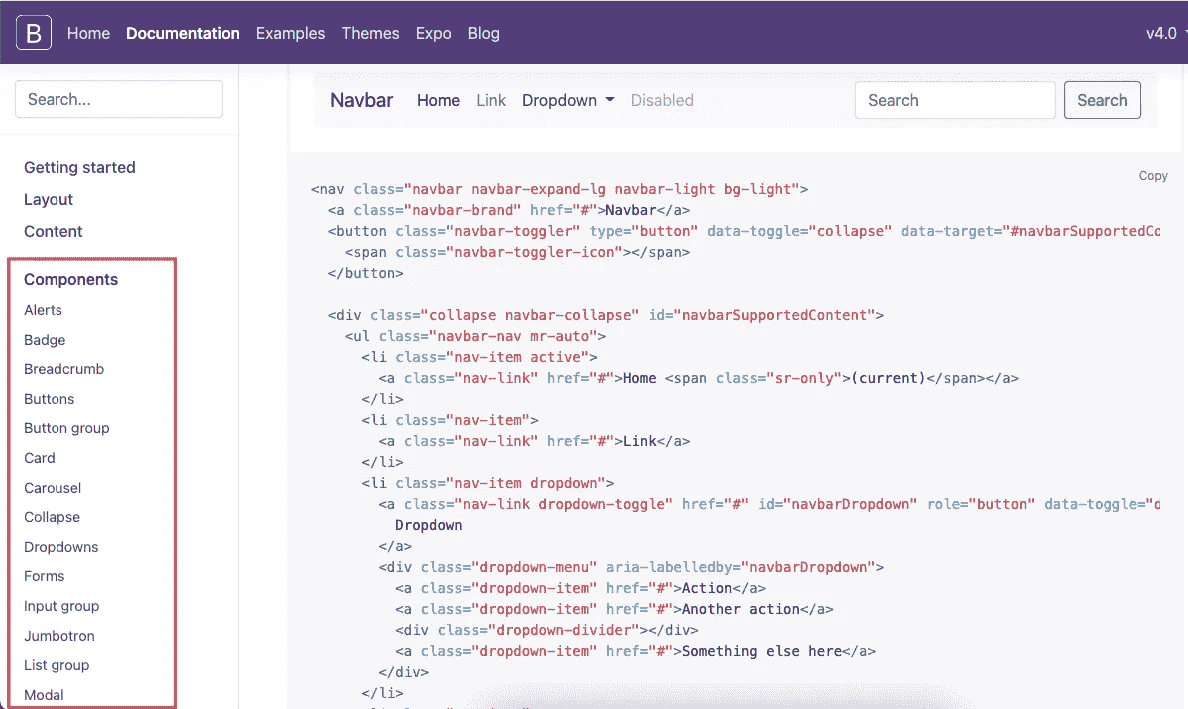 B Home Documentation Examples Themes Expo Blog v4.0
Search...
Getting started
Layout
Content
Components
Alerts
Badge
Breadcrumb
Buttons
Button group
Card
Carousel
Collapse
Dropdowns
Forms
Input group
Jumbotron
List group
Modal
Navbar Home Link Dropdown Disabled Search Search
Copy
<nav class="navbar navbar-expand-lg navbar-light bg-light">
  <a class="navbar-brand" href="#">Navbar</a>
  <button class="navbar-toggler" type="button" data-toggle="collapse" data-target="#navbarSupportedCo
    <span class="navbar-toggler-icon"></span>
  </button>

  <div class="collapse navbar-collapse" id="navbarSupportedContent">
    <ul class="navbar-nav mr-auto">
      <li class="nav-item active">
        <a class="nav-link" href="#">Home <span class="sr-only">(current)</span></a>
      </li>
      <li class="nav-item">
        <a class="nav-link" href="#">Link</a>
      </li>
      <li class="nav-item dropdown">
        <a class="nav-link dropdown-toggle" href="#" id="navbarDropdown" role="button" data-toggle="d
          Dropdown
        </a>
        <div class="dropdown-menu" aria-labelledby="navbarDropdown">
          <a class="dropdown-item" href="#">Action</a>
          <a class="dropdown-item" href="#">Another action</a>
          <div class="dropdown-divider"></div>
          <a class="dropdown-item" href="#">Something else here</a>
        </div>
      </li>